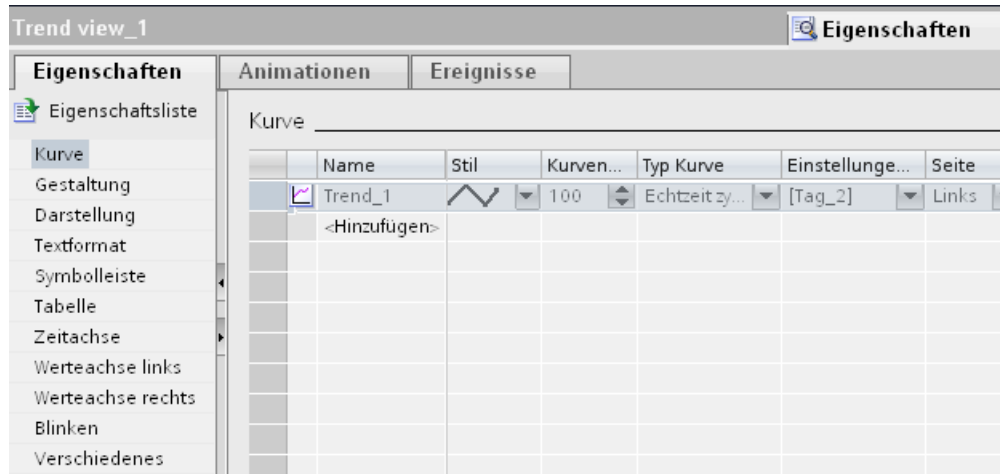 Trend view_1
Eigenschaften
Eigenschaften
Animationen
Ereignisse
Eigenschaftsliste
Kurve
Gestaltung
Darstellung
Textformat
Symbolleiste
Tabelle
Zeitachse
Werteachse links
Werteachse rechts
Blinken
Verschiedenes
Kurve
Name Stil Kurven... Typ Kurve Einstellunge... Seite
Trend_1 100 Echtzeit zy... [Tag_2] Links
<Hinzufügen>